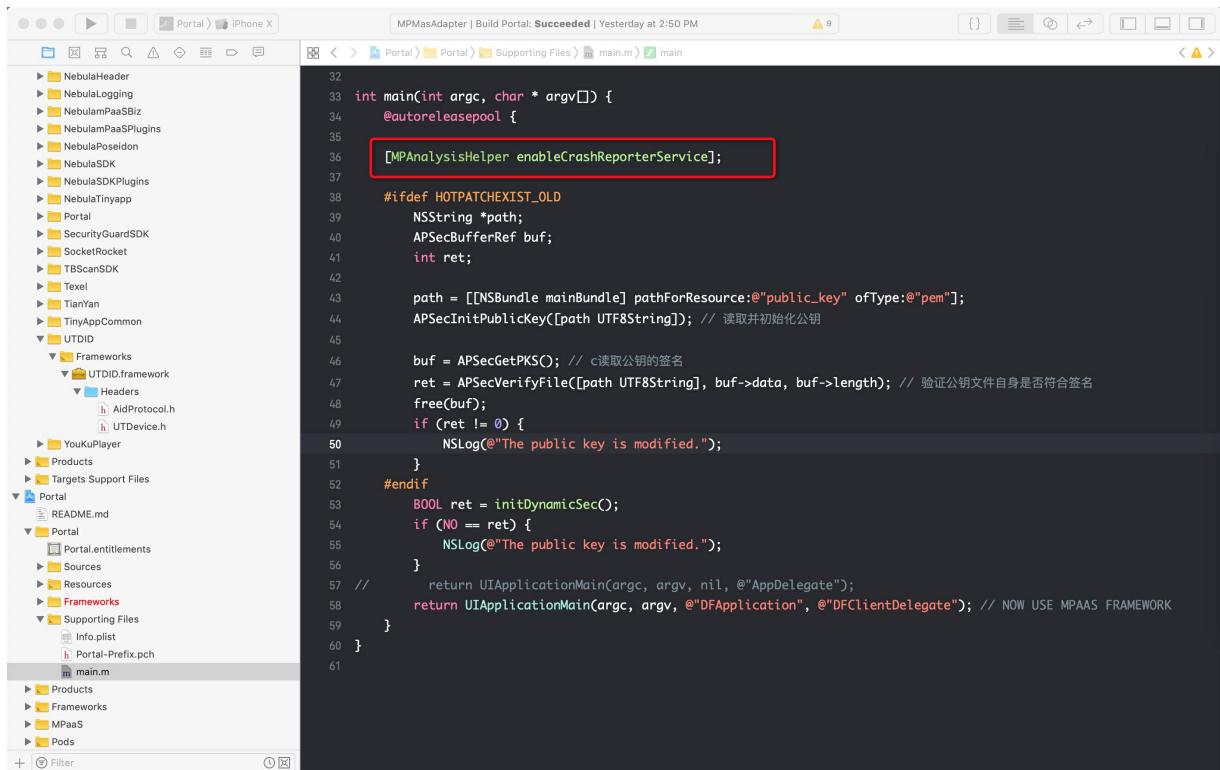 Portal 〉 iPhone X
MPMasAdapter | Build Portal: Succeeded | Yesterday at 2:50 PM
9
Portal 〉 Portal 〉 Supporting Files 〉 main.m 〉 main
NebulaHeader
NebulaLogging
NebulamPaaSBiz
NebulamPaaSPlugins
NebulaPoseidon
NebulaSDK
NebulaSDKPlugins
NebulaTinyapp
Portal
SecurityGuardSDK
SocketRocket
TBScanSDK
Texel
TianYan
TinyAppCommon
UTDID
Frameworks
UTDID.framework
Headers
AidProtocol.h
UTDevice.h
YouKuPlayer
Products
Targets Support Files
Portal
README.md
Portal
Portal.entitlements
Sources
Resources
Frameworks
Supporting Files
Info.plist
Portal-Prefix.pch
main.m
Products
Frameworks
MPaaS
Pods
Filter
32
33 int main(int argc, char * argv[]) {
34 @autoreleasepool {
35
36 [MPAnalysisHelper enableCrashReporterService];
37
38 #ifdef HOTPATCHEXIST_OLD
39 NSString *path;
40 APSecBufferRef buf;
41 int ret;
42
43 path = [[NSBundle mainBundle] pathForResource:@"public_key" ofType:@"pem"];
44 APSecInitPublicKey([path UTF8String]); // 读取并初始化公钥
45
46 buf = APSecGetPKS(); // c读取公钥的签名
47 ret = APSecVerifyFile([path UTF8String], buf->data, buf->length); // 验证公钥文件自身是否符合签名
48 free(buf);
49 if (ret != 0) {
50 NSLog(@"The public key is modified.");
51 }
52 #endif
53 BOOL ret = initDynamicSec();
54 if (NO == ret) {
55 NSLog(@"The public key is modified.");
56 }
57 // return UIApplicationMain(argc, argv, nil, @"AppDelegate");
58 return UIApplicationMain(argc, argv, @"DFApplication", @"DFClientDelegate"); // NOW USE MPAAS FRAMEWORK
59 }
60 }
61